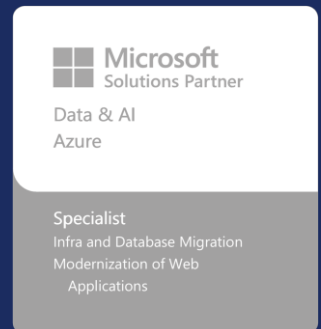 Microsoft
Solutions Partner
Data & AI
Azure
Specialist
Infra and Database Migration
Modernization of Web
Applications